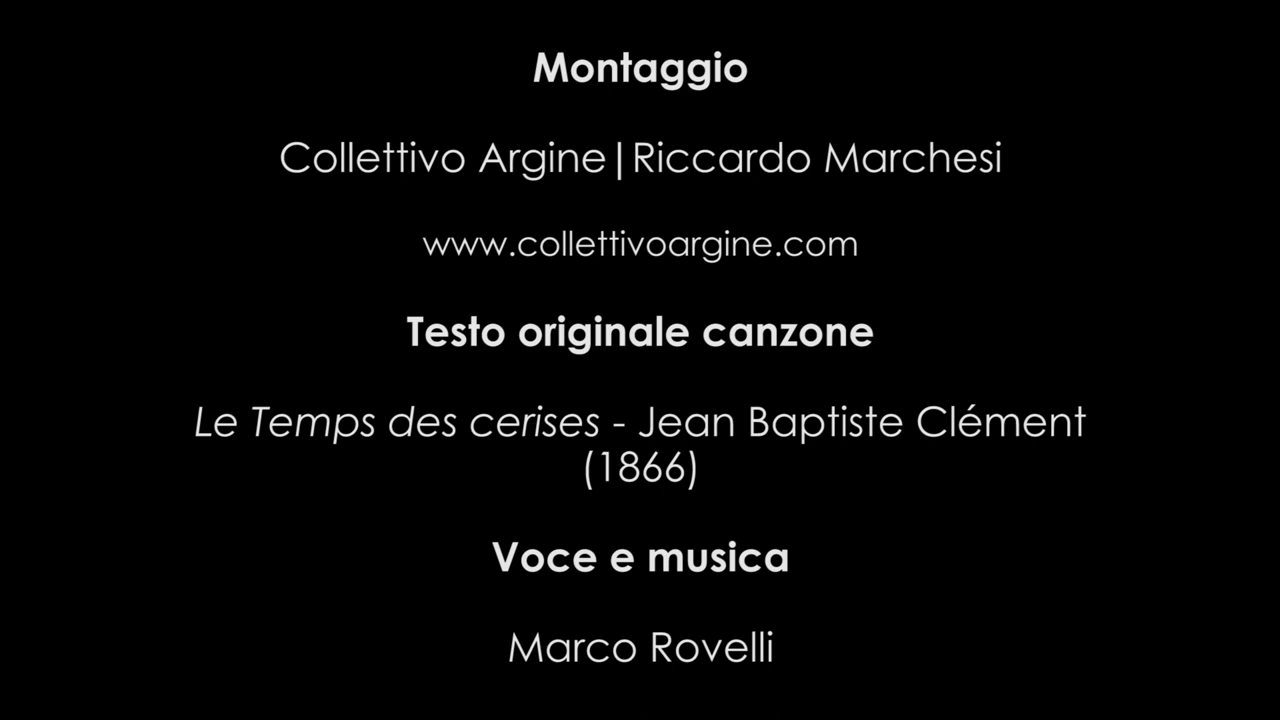 Montaggio
Collettivo Argine|Riccardo Marchesi
www.collettivoargine.com
Testo originale canzone
Le Temps des cerises - Jean Baptiste Clément
(1866)
Voce e musica
Marco Rovelli